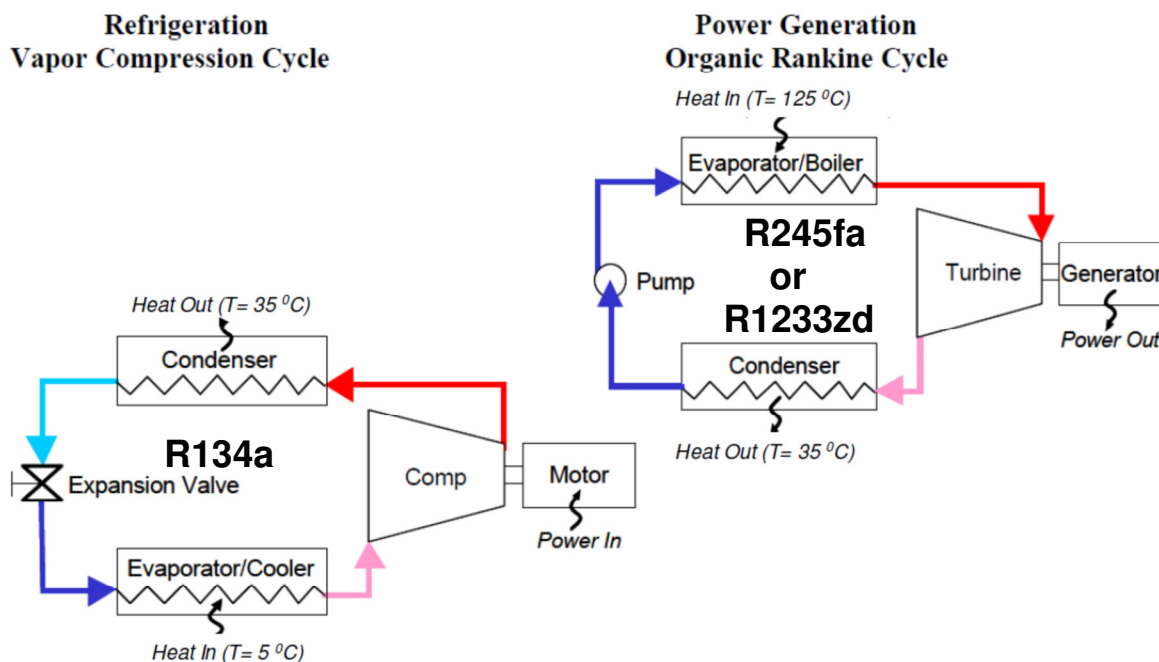 Refrigeration
Vapor Compression Cycle
Heat Out (T= 35 ⁰C)
Condenser
R134a
Expansion Valve
Comp
Motor
Power In
Evaporator/Cooler
Heat In (T= 5 ⁰C)
Power Generation
Organic Rankine Cycle
Heat In (T= 125 ⁰C)
Evaporator/Boiler
R245fa
or
R1233zd
Pump
Turbine
Generator
Power Out
Condenser
Heat Out (T= 35 ⁰C)